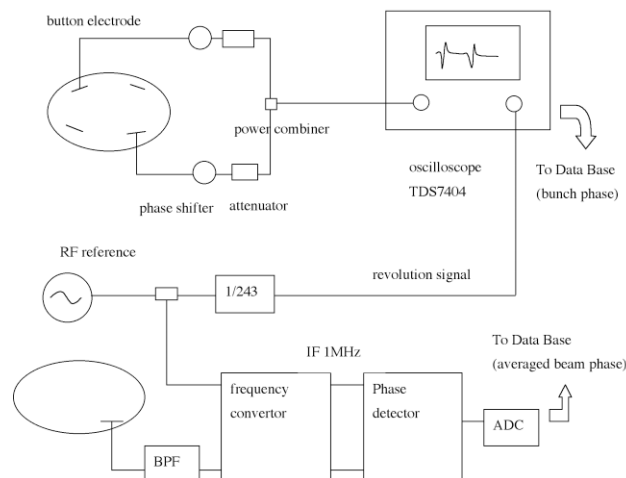 button electrode
power combiner
phase shifter
attenuator
oscilloscope
TDS7404
To Data Base
(bunch phase)
RF reference
1/243
revolution signal
IF 1MHz
To Data Base
(averaged beam phase)
frequency
convertor
Phase
detector
ADC
BPF